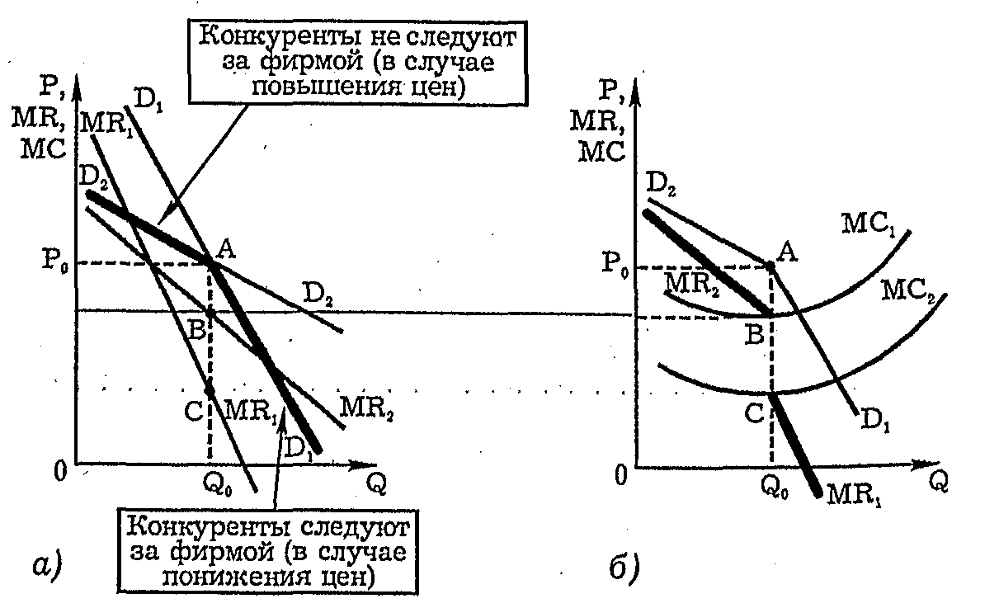 Конкуренты не следуют
за фирмой (в случае
повышения цен)
P,
MR,
MC
MR₁
D₁
D₂
P₀
A
D₂
B
C
MR₁
MR₂
D₁
0
Q₀
Q
Конкуренты следуют
за фирмой (в случае
понижения цен)
а)
P,
MR,
MC
D₂
MC₁
P₀
A
MR₂
MC₂
B
C
D₁
0
Q₀
Q
MR₁
б)